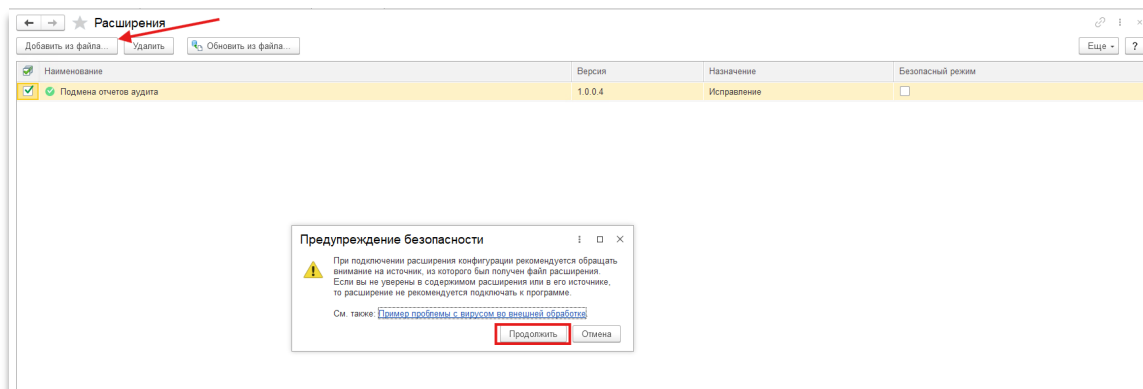 Расширения
Добавить из файла... Удалить Обновить из файла... Еще ?
Наименование Версия Назначение Безопасный режим
Подмена отчетов аудита 1.0.0.4 Исправление
Предупреждение безопасности
При подключении расширения конфигурации рекомендуется обращать
внимание на источник, из которого был получен файл расширения.
Если вы не уверены в содержимом расширения или в его источнике,
то расширение не рекомендуется подключать к программе.
См. также: Пример проблемы с вирусом во внешней обработке.
Продолжить Отмена